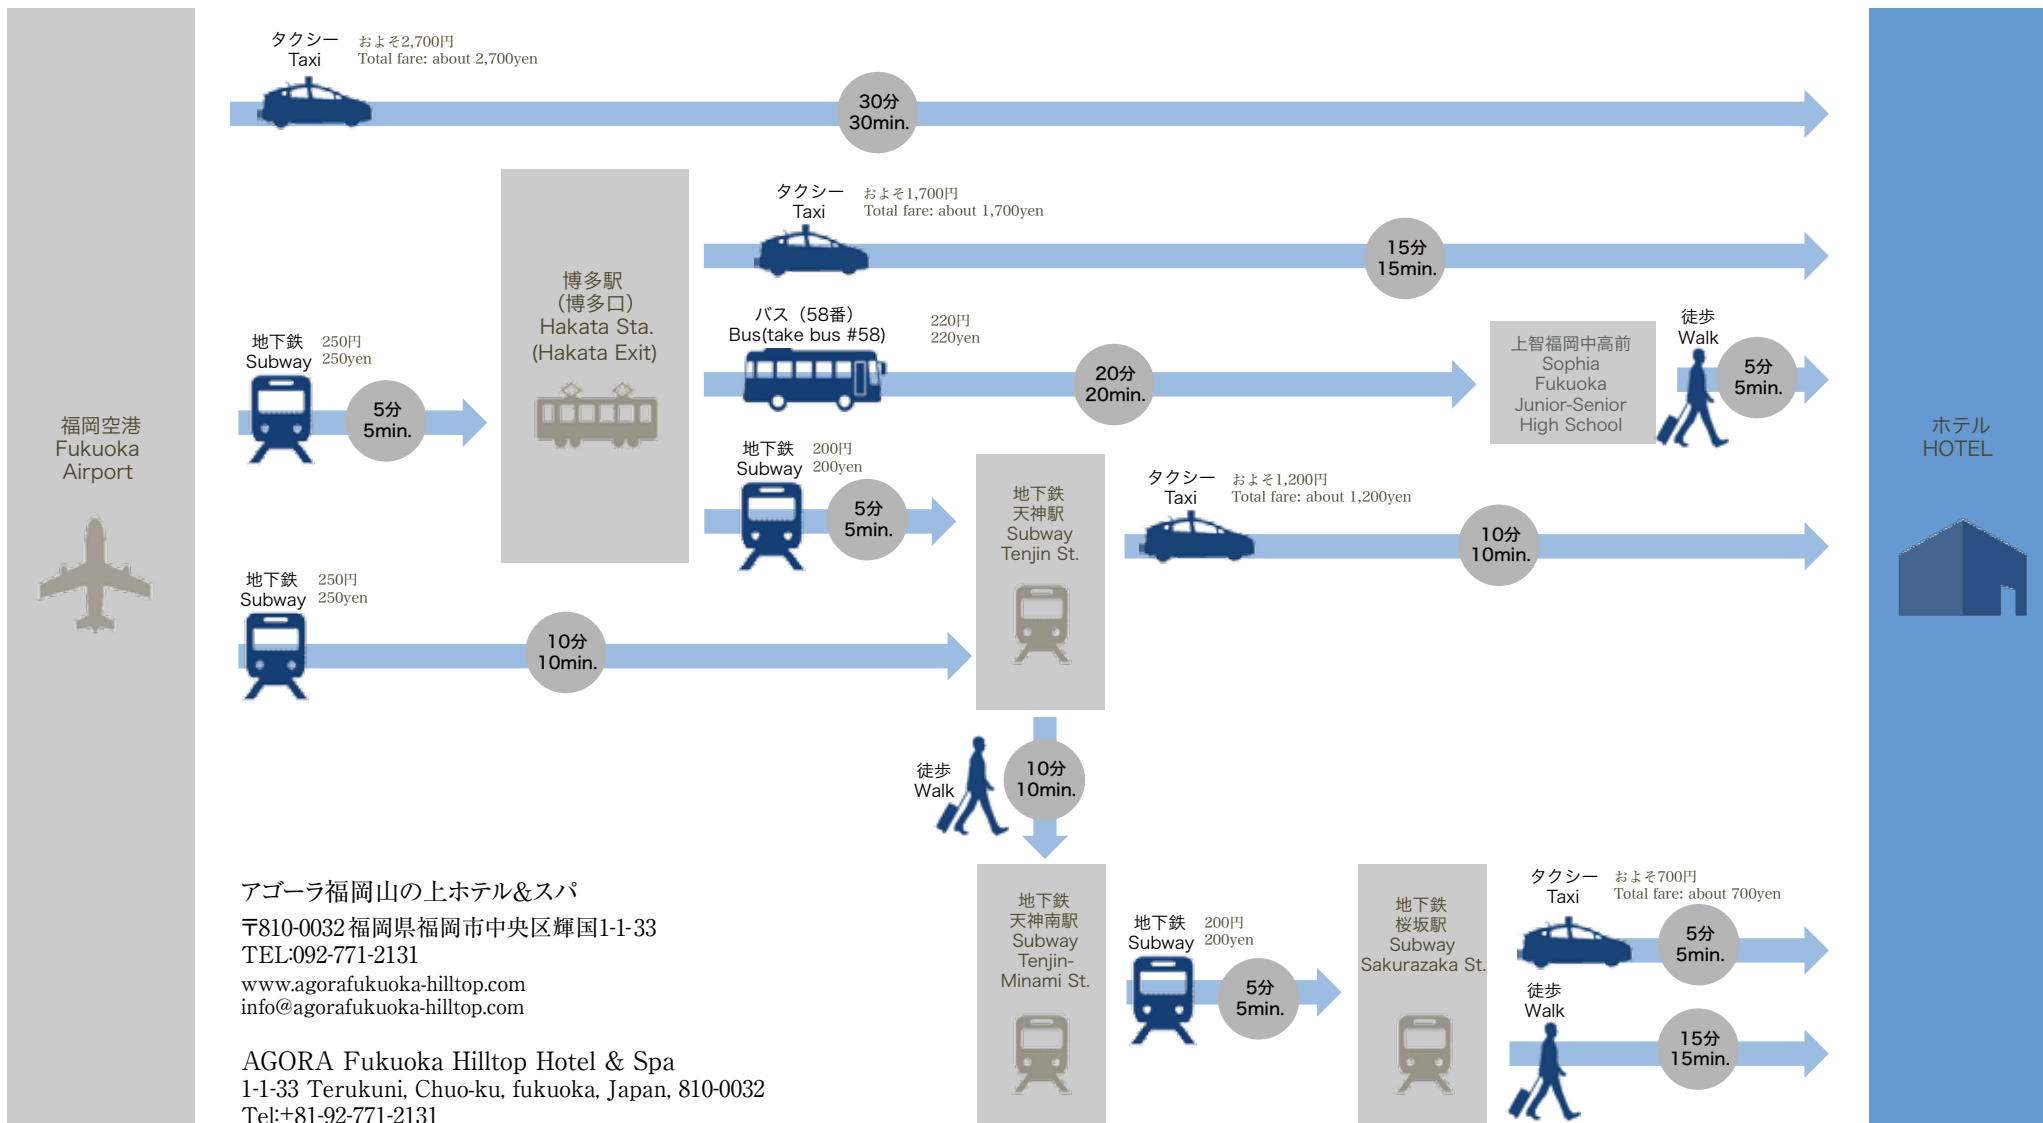 福岡空港
Fukuoka
Airport
タクシー
Taxi
およそ2,700円
Total fare: about 2,700yen
30分
30min.
地下鉄
Subway
250円
250yen
5分
5min.
博多駅
（博多口）
Hakata Sta.
(Hakata Exit)
タクシー
Taxi
およそ1,700円
Total fare: about 1,700yen
15分
15min.
バス（58番）
Bus(take bus #58)
220円
220yen
20分
20min.
上智福岡中高前
Sophia
Fukuoka
Junior-Senior
High School
徒歩
Walk
5分
5min.
地下鉄
Subway
200円
200yen
5分
5min.
地下鉄
天神駅
Subway
Tenjin St.
タクシー
Taxi
およそ1,200円
Total fare: about 1,200yen
10分
10min.
地下鉄
Subway
250円
250yen
10分
10min.
徒歩
Walk
10分
10min.
地下鉄
天神南駅
Subway
Tenjin-
Minami St.
地下鉄
Subway
200円
200yen
5分
5min.
地下鉄
桜坂駅
Subway
Sakurazaka St.
タクシー
Taxi
およそ700円
Total fare: about 700yen
5分
5min.
徒歩
Walk
15分
15min.
ホテル
HOTEL
アゴーラ福岡山の上ホテル&スパ
〒810-0032 福岡県福岡市中央区輝国1-1-33
TEL:092-771-2131
www.agorafukuoka-hilltop.com
info@agorafukuoka-hilltop.com
AGORA Fukuoka Hilltop Hotel & Spa
1-1-33 Terukuni, Chuo-ku, fukuoka, Japan, 810-0032
Tel:+81-92-771-2131